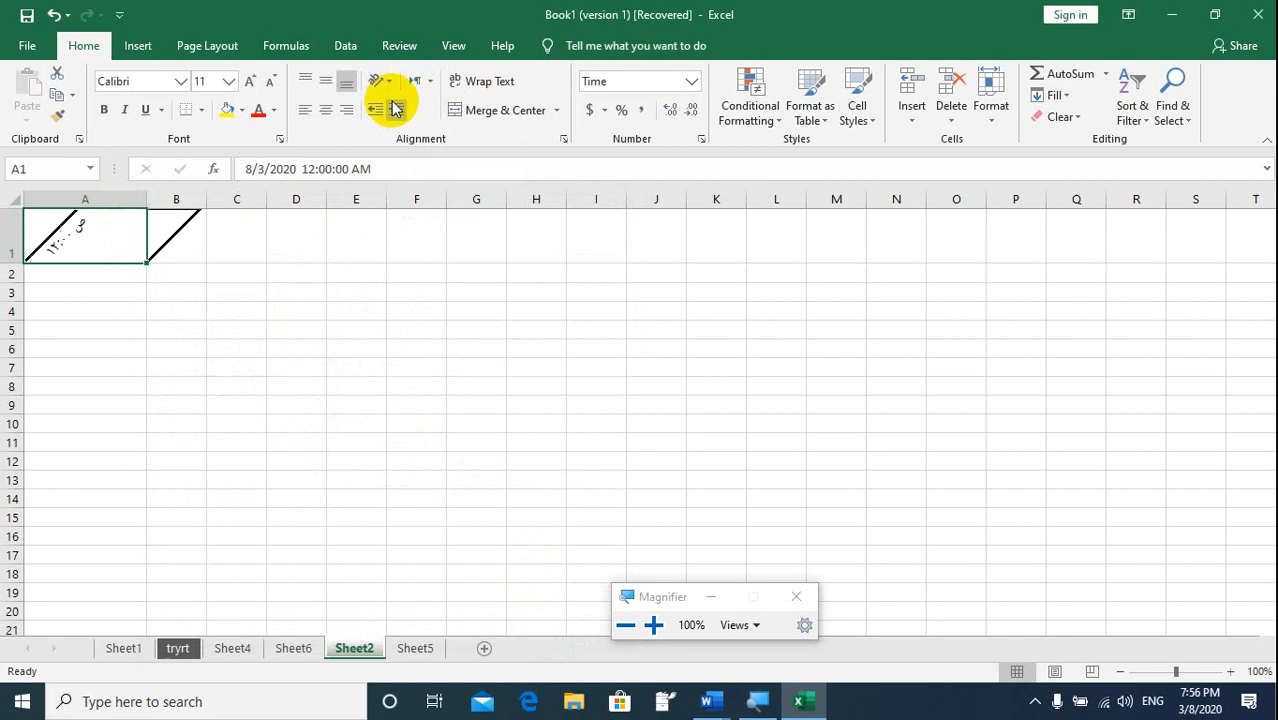 Book1 (version 1) [Recovered] - Excel
Sign in
File Home Insert Page Layout Formulas Data Review View Help Tell me what you want to do Share
Paste
Calibri 11
B I U
Wrap Text
Merge & Center
Time
$ % ,
Conditional Formatting
Format as Table
Cell Styles
Insert
Delete
Format
AutoSum
Fill
Clear
Sort & Filter
Find & Select
Clipboard Font Alignment Number Styles Cells Editing
A1 fx 8/3/2020 12:00:00 AM
A B C D E F G H I J K L M N O P Q R S T
1 ١٢:٠٠ ص
2
3
4
5
6
7
8
9
10
11
12
13
14
15
16
17
18
19
20
21
Magnifier
100% Views
Sheet1 tryrt Sheet4 Sheet6 Sheet2 Sheet5
Ready 100%
Type here to search
ENG
7:56 PM
3/8/2020